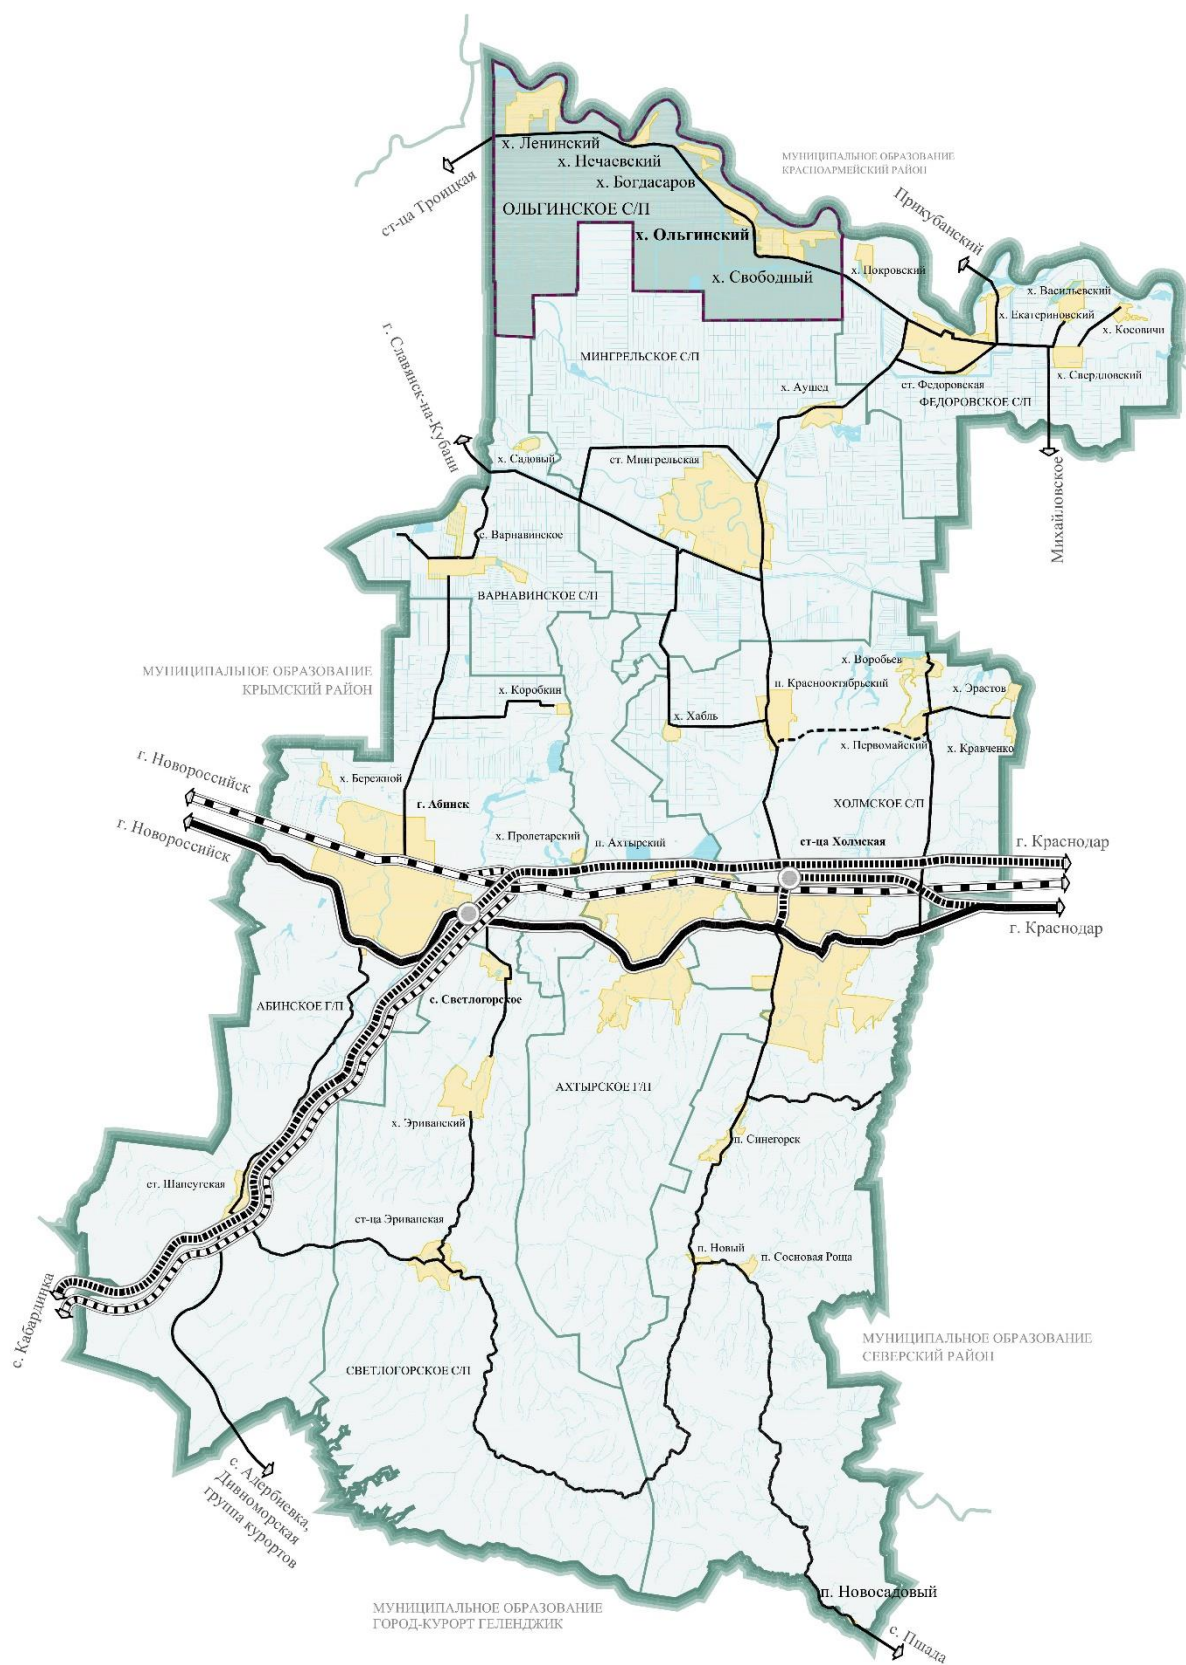 МУНИЦИПАЛЬНОЕ ОБРАЗОВАНИЕ
КРАСНОАРМЕЙСКИЙ РАЙОН
х. Ленинский
х. Нечаевский
х. Богдасаров
ст-ца Троицкая
ОЛЬГИНСКОЕ С/П
х. Ольгинский
х. Свободный
Прикубанский
х. Покровский
х. Васильевский
х. Екатериновский
х. Косовичи
г. Славянск-на-Кубани
МИНГРЕЛЬСКОЕ С/П
х. Аушед
ст. Федоровская
х. Свердловский
ФЕДОРОВСКОЕ С/П
х. Садовый
ст. Мингрельская
Михайловское
с. Варнавинское
ВАРНАВИНСКОЕ С/П
МУНИЦИПАЛЬНОЕ ОБРАЗОВАНИЕ
КРЫМСКИЙ РАЙОН
х. Воробьев
п. Краснооктябрьский
х. Эрастов
х. Коробкин
х. Хабль
х. Первомайский
х. Кравченко
г. Новороссийск
х. Бережной
г. Абинск
ХОЛМСКОЕ С/П
г. Новороссийск
х. Пролетарский
п. Ахтырский
ст-ца Холмская
г. Краснодар
г. Краснодар
с. Светлогорское
АБИНСКОЕ Г/П
АХТЫРСКОЕ Г/П
х. Эриванский
п. Синегорск
ст. Шапсугская
ст-ца Эриванская
п. Новый
п. Сосновая Роща
с. Кабардинка
МУНИЦИПАЛЬНОЕ ОБРАЗОВАНИЕ
СЕВЕРСКИЙ РАЙОН
СВЕТЛОГОРСКОЕ С/П
с. Адербиевка,
Дивноморская
группа курортов
п. Новосадовый
МУНИЦИПАЛЬНОЕ ОБРАЗОВАНИЕ
ГОРОД-КУРОРТ ГЕЛЕНДЖИК
с. Пшада